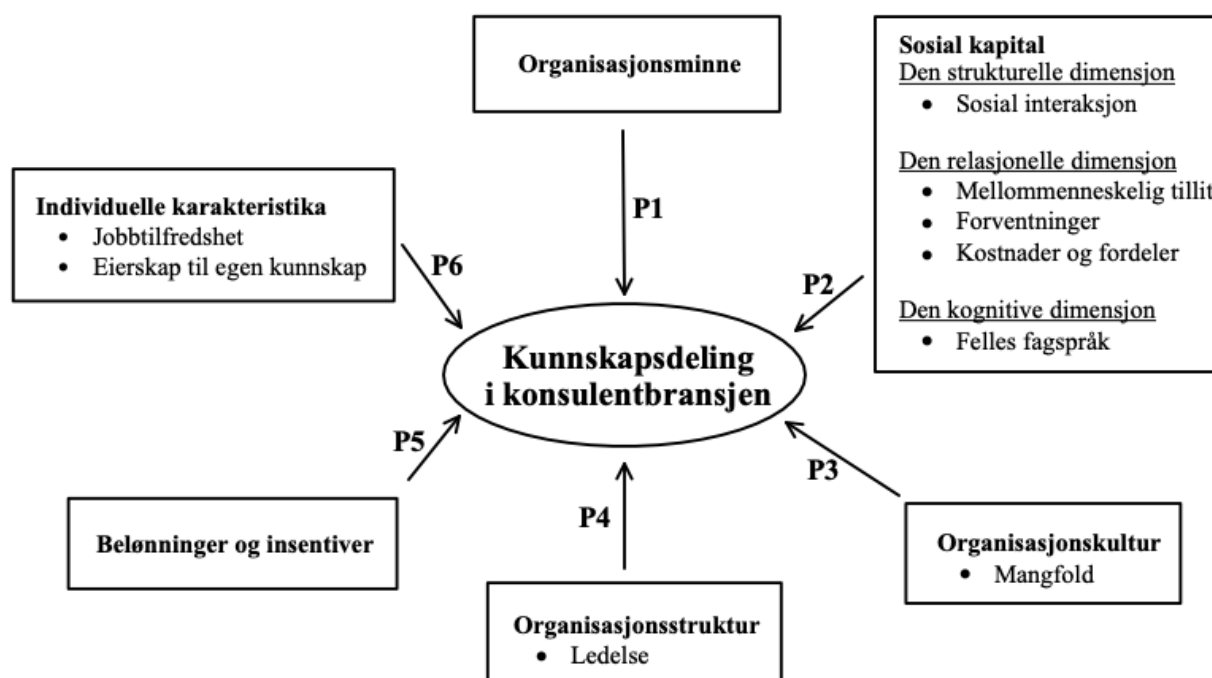 Organisasjonsminne
Sosial kapital
Den strukturelle dimensjon
• Sosial interaksjon
Den relasjonelle dimensjon
• Mellommenneskelig tillit
• Forventninger
• Kostnader og fordeler
Den kognitive dimensjon
• Felles fagspråk
Individuelle karakteristika
• Jobbtilfredshet
• Eierskap til egen kunnskap
P1
P6
P2
Kunnskapsdeling
i konsulentbransjen
P5
P3
P4
Belønninger og insentiver
Organisasjonskultur
• Mangfold
Organisasjonsstruktur
• Ledelse